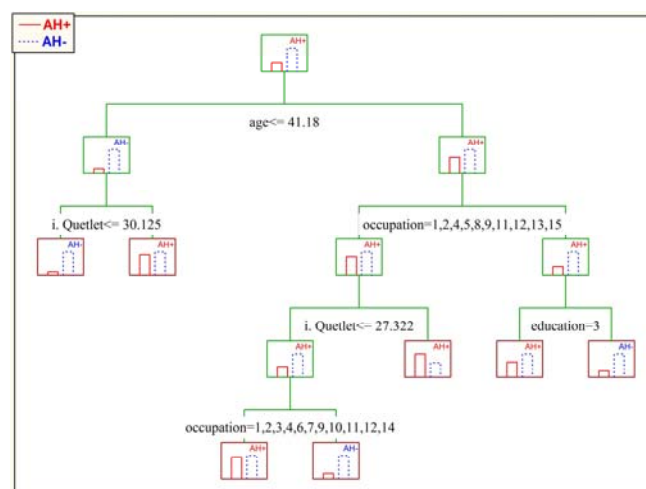 AH+
AH-
AH+
age<= 41.18
AH-
AH+
i. Quetlet<= 30.125
occupation=1,2,4,5,8,9,11,12,13,15
AH-
AH+
AH+
AH+
i. Quetlet<= 27.322
education=3
AH+
AH+
AH+
AH-
occupation=1,2,3,4,6,7,9,10,11,12,14
AH+
AH-